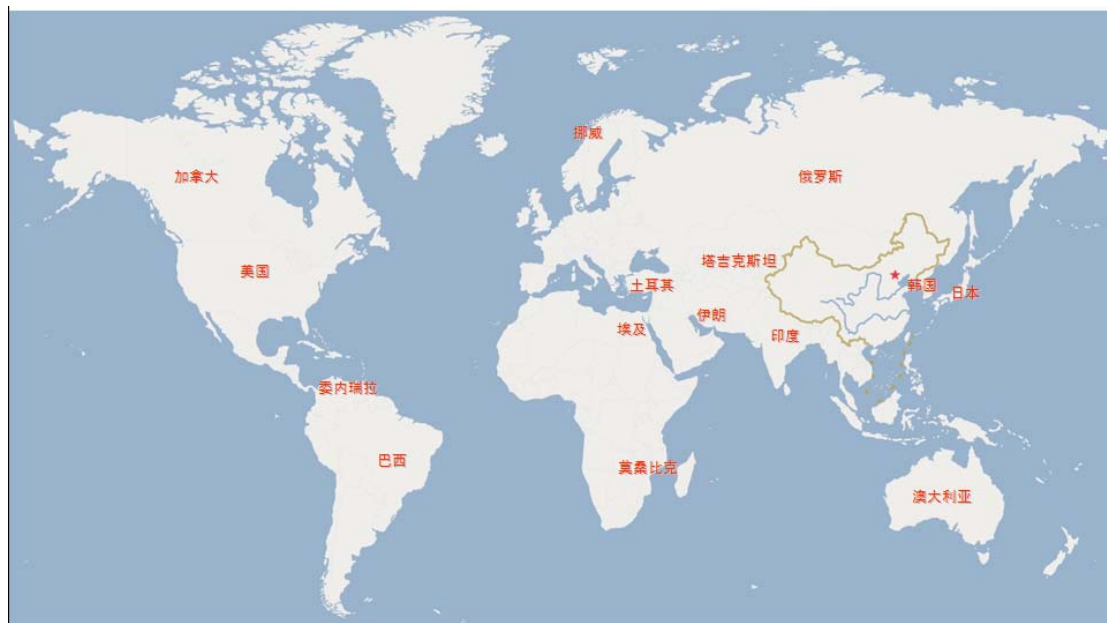 挪威
加拿大
俄罗斯
美国
塔吉克斯坦
土耳其
韩国
日本
伊朗
埃及
印度
委内瑞拉
巴西
莫桑比克
澳大利亚